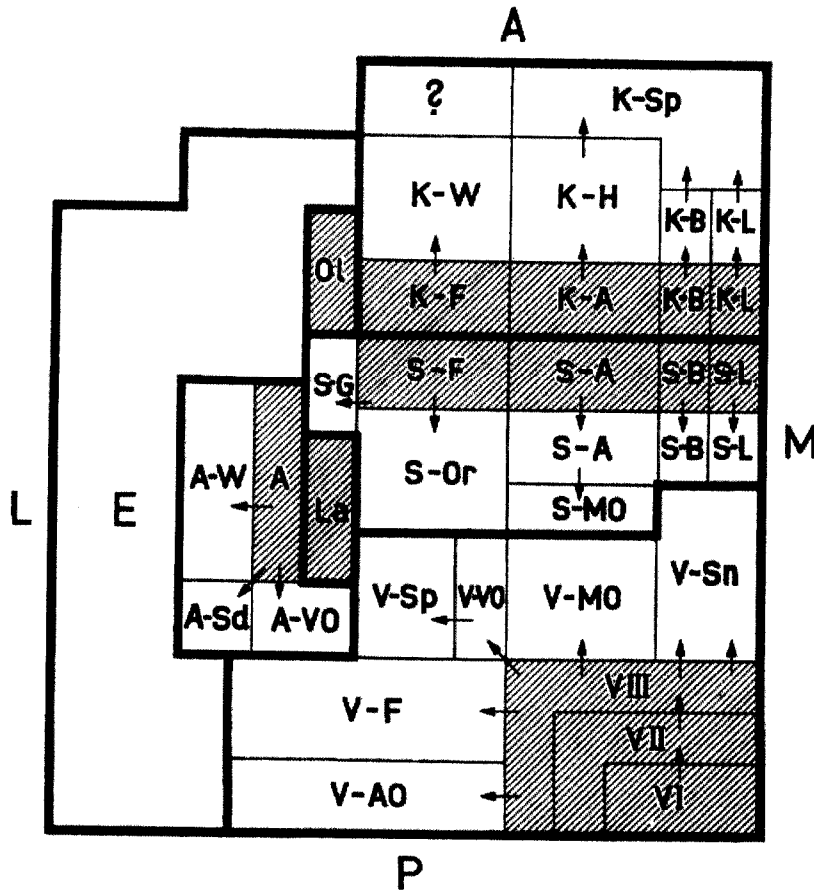 A
?
K-Sp
K-W
K-H
K-B
K-L
Ol
K-F
K-A
K-B
K-L
S-G
S-F
S-A
S-B
S-L
S-Or
S-A
S-B
S-L
M
A-W
A
La
S-MO
L
E
V-Sp
V-VO
V-MO
V-Sn
A-Sd
A-VO
VIII
V-F
VII
V-AO
VI
P